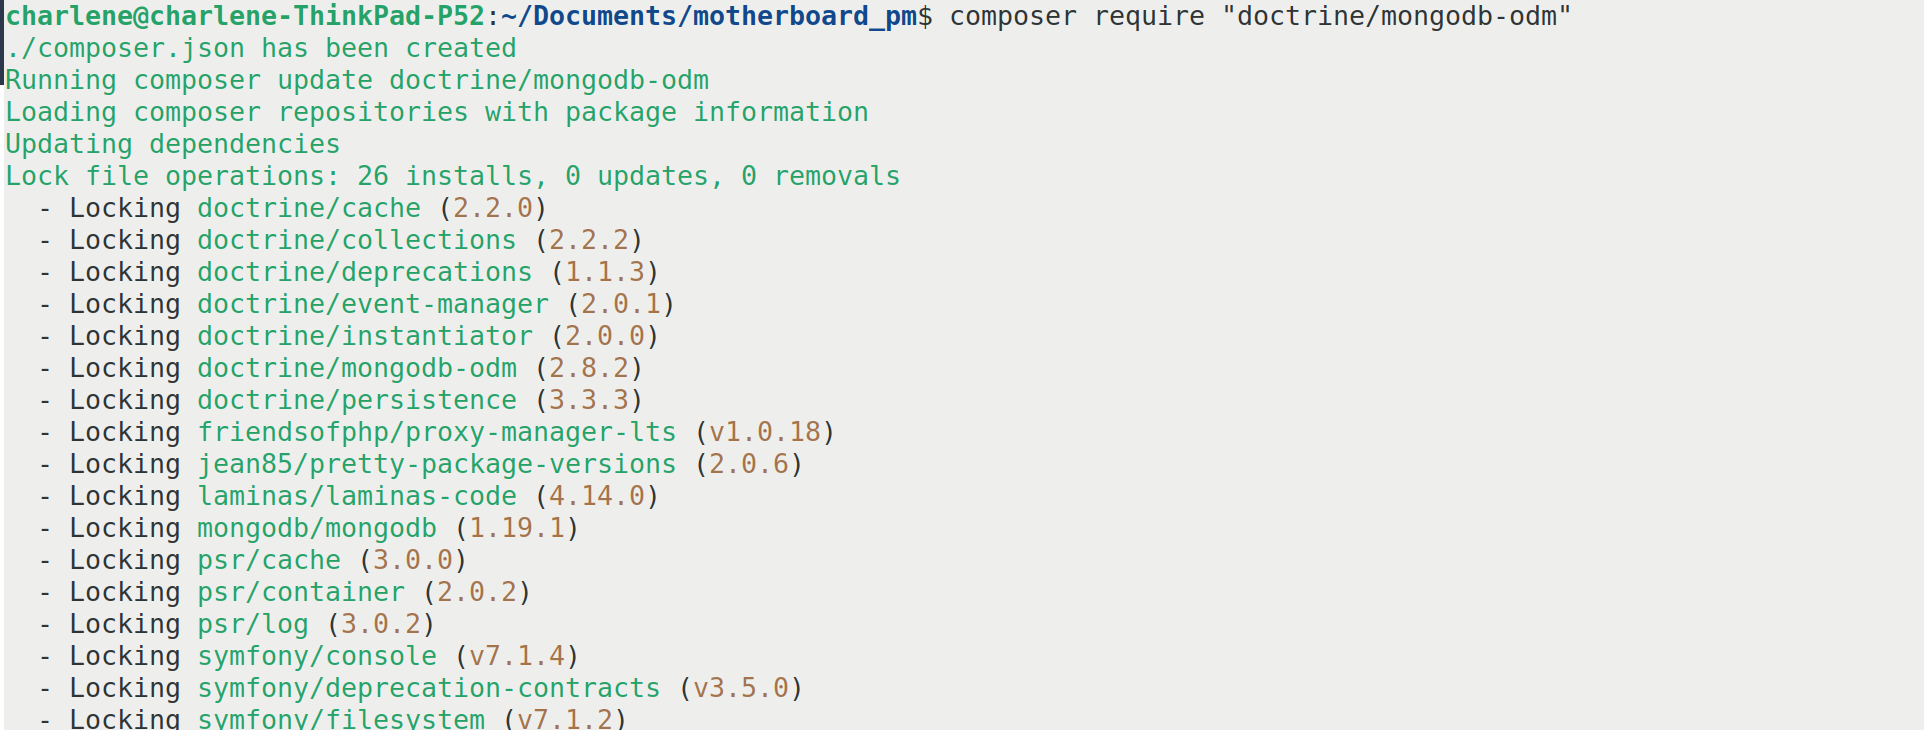 charlene@charlene-ThinkPad-P52:~/Documents/motherboard_pm$ composer require "doctrine/mongodb-odm"
./composer.json has been created
Running composer update doctrine/mongodb-odm
Loading composer repositories with package information
Updating dependencies
Lock file operations: 26 installs, 0 updates, 0 removals
  - Locking doctrine/cache (2.2.0)
  - Locking doctrine/collections (2.2.2)
  - Locking doctrine/deprecations (1.1.3)
  - Locking doctrine/event-manager (2.0.1)
  - Locking doctrine/instantiator (2.0.0)
  - Locking doctrine/mongodb-odm (2.8.2)
  - Locking doctrine/persistence (3.3.3)
  - Locking friendsofphp/proxy-manager-lts (v1.0.18)
  - Locking jean85/pretty-package-versions (2.0.6)
  - Locking laminas/laminas-code (4.14.0)
  - Locking mongodb/mongodb (1.19.1)
  - Locking psr/cache (3.0.0)
  - Locking psr/container (2.0.2)
  - Locking psr/log (3.0.2)
  - Locking symfony/console (v7.1.4)
  - Locking symfony/deprecation-contracts (v3.5.0)
  - Locking symfony/filesystem (v7.1.2)